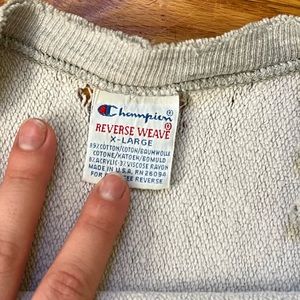 Champion ®
REVERSE WEAVE ®
X-LARGE
89% COTTON/COTON/BAUMWOLLE
COTONE/KATOEN/BOMULD
8% ACRYLIC-3% VISCOSE RAYON
MADE IN U.S.A. RN 26094
FOR REVERSE